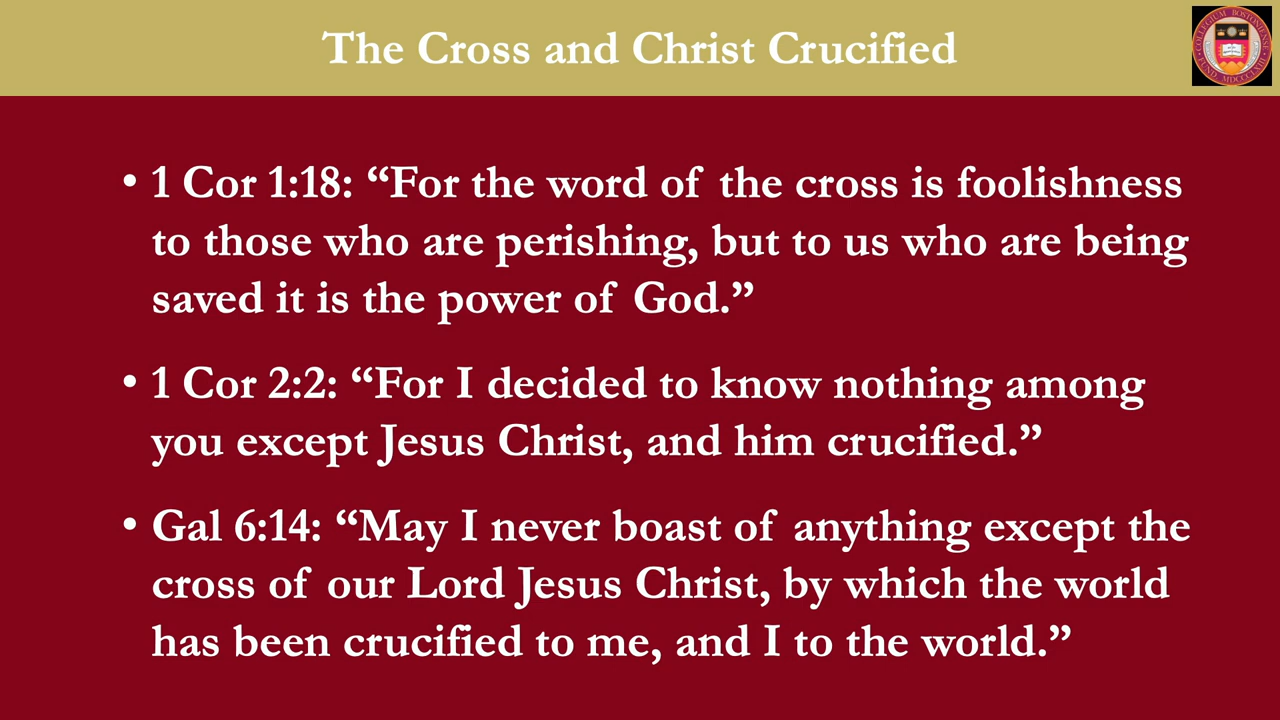 The Cross and Christ Crucified
COLLEGIUM BOSTONIENSE
FUND. MDCCCLXIII
• 1 Cor 1:18: “For the word of the cross is foolishness
to those who are perishing, but to us who are being
saved it is the power of God.”
• 1 Cor 2:2: “For I decided to know nothing among
you except Jesus Christ, and him crucified.”
• Gal 6:14: “May I never boast of anything except the
cross of our Lord Jesus Christ, by which the world
has been crucified to me, and I to the world.”